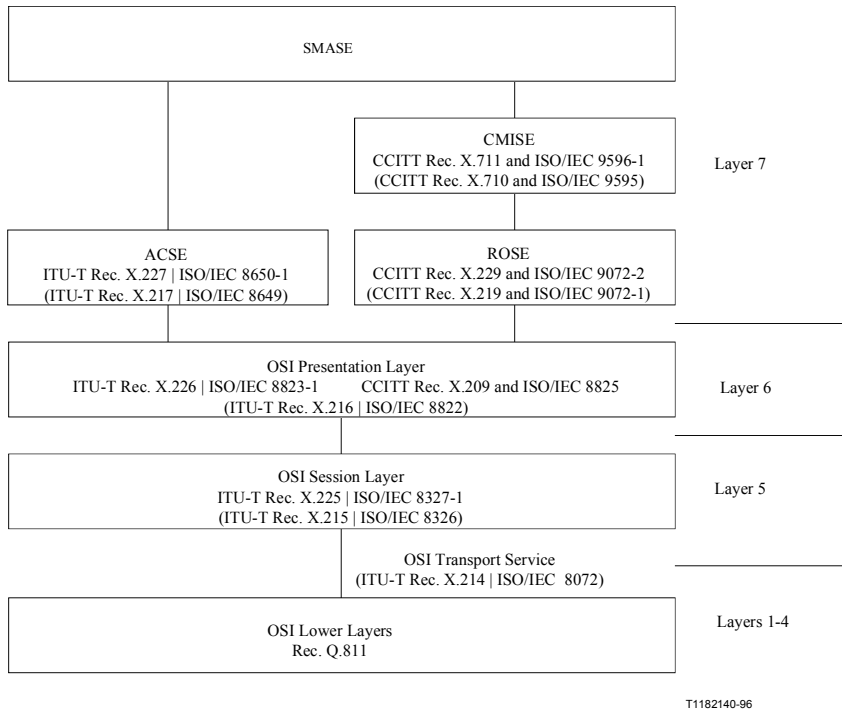 SMASE
CMISE
CCITT Rec. X.711 and ISO/IEC 9596-1
(CCITT Rec. X.710 and ISO/IEC 9595)
Layer 7
ACSE
ITU-T Rec. X.227 | ISO/IEC 8650-1
(ITU-T Rec. X.217 | ISO/IEC 8649)
ROSE
CCITT Rec. X.229 and ISO/IEC 9072-2
(CCITT Rec. X.219 and ISO/IEC 9072-1)
OSI Presentation Layer
ITU-T Rec. X.226 | ISO/IEC 8823-1 CCITT Rec. X.209 and ISO/IEC 8825
(ITU-T Rec. X.216 | ISO/IEC 8822)
Layer 6
OSI Session Layer
ITU-T Rec. X.225 | ISO/IEC 8327-1
(ITU-T Rec. X.215 | ISO/IEC 8326)
Layer 5
OSI Transport Service
(ITU-T Rec. X.214 | ISO/IEC 8072)
OSI Lower Layers
Rec. Q.811
Layers 1-4
T1182140-96